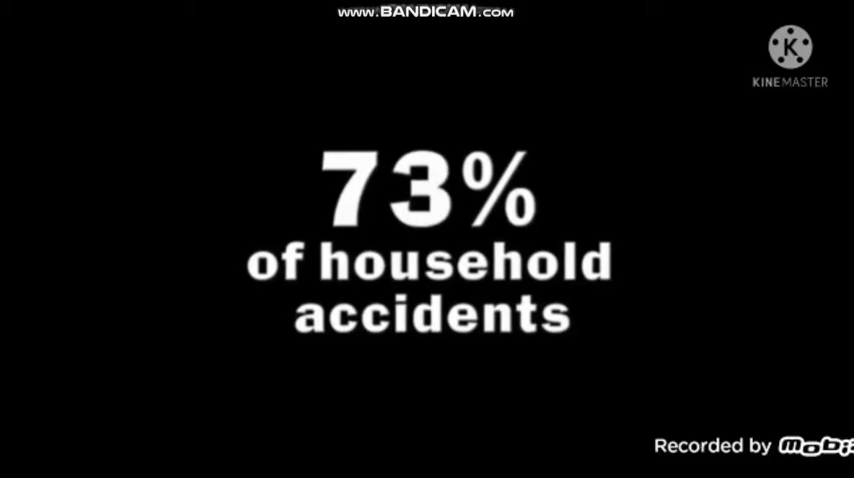 www.BANDICAM.com
KINEMASTER
73%
of household
accidents
Recorded by